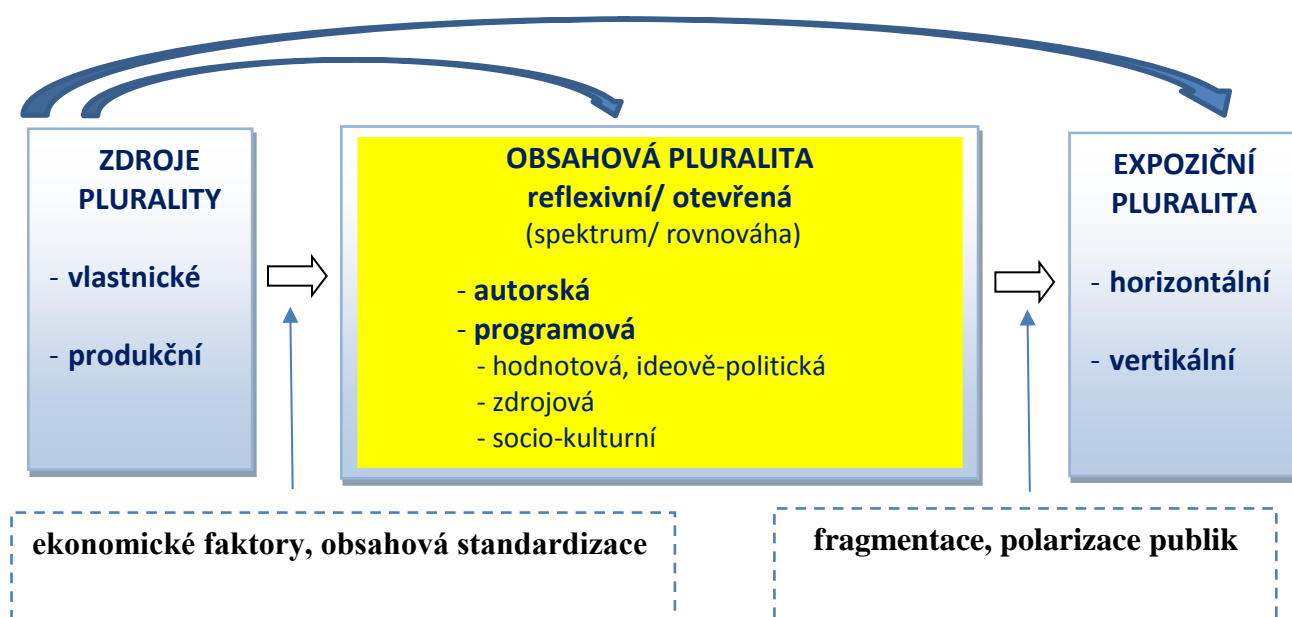 ZDROJE
PLURALITY
- vlastnické
- produkční
OBSAHOVÁ PLURALITA
reflexivní/ otevřená
(spektrum/ rovnováha)
- autorská
- programová
- hodnotová, ideově-politická
- zdrojová
- socio-kulturní
EXPOZIČNÍ
PLURALITA
- horizontální
- vertikální
ekonomické faktory, obsahová standardizace
fragmentace, polarizace publik